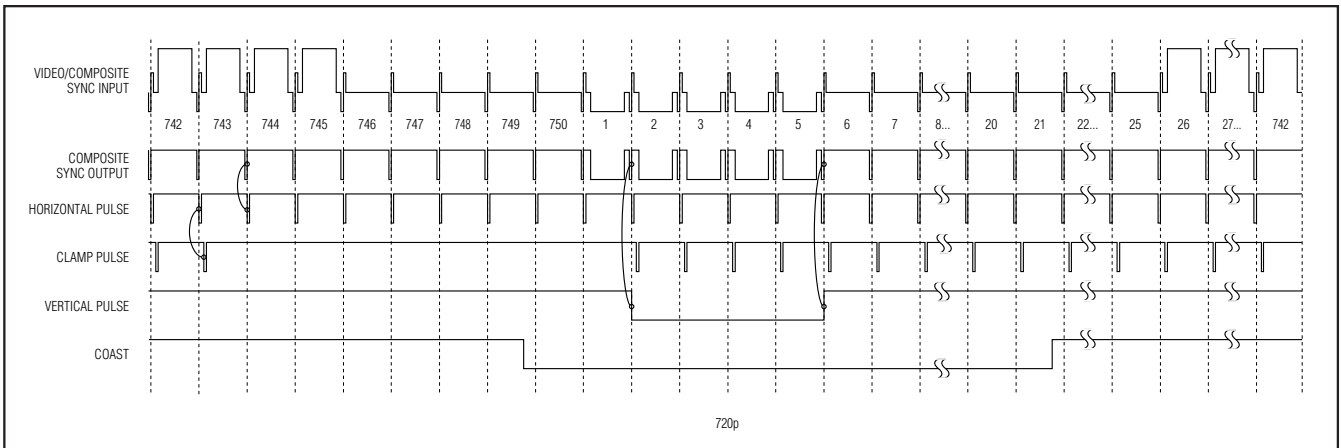 VIDEO/COMPOSITE
SYNC INPUT
742 743 744 745 746 747 748 749 750 1 2 3 4 5 6 7 8... 20 21 22... 25 26 27... 742
COMPOSITE
SYNC OUTPUT
HORIZONTAL PULSE
CLAMP PULSE
VERTICAL PULSE
COAST
720p